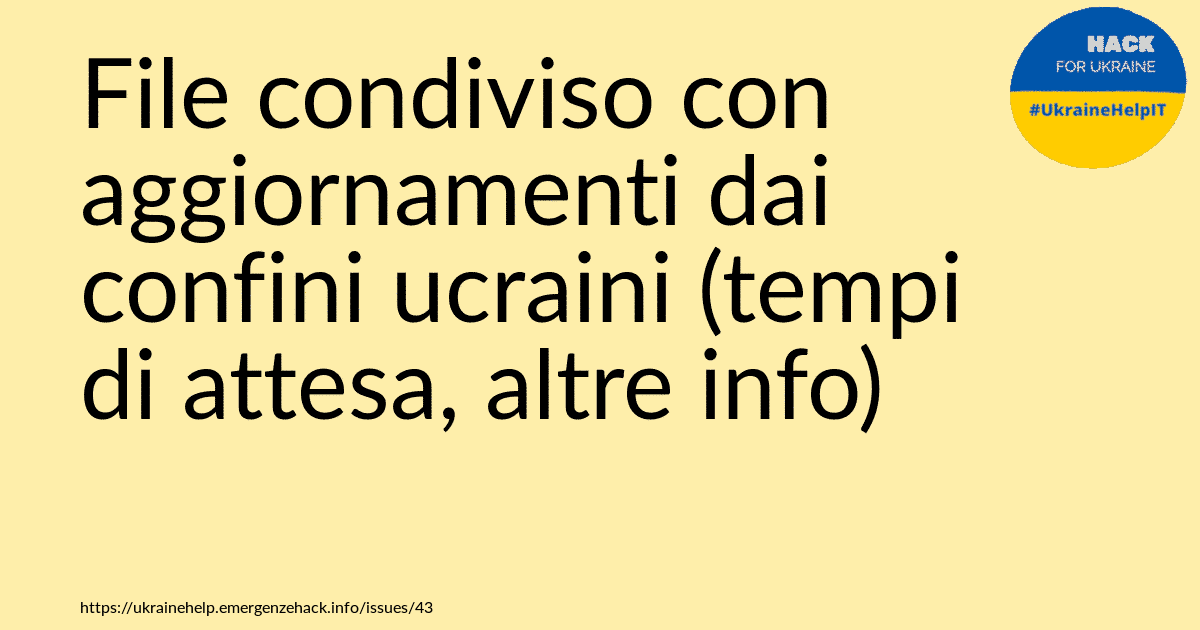 HACK
FOR UKRAINE
#UkraineHelpIT
File condiviso con
aggiornamenti dai
confini ucraini (tempi
di attesa, altre info)
https://ukrainehelp.emergenzehack.info/issues/43